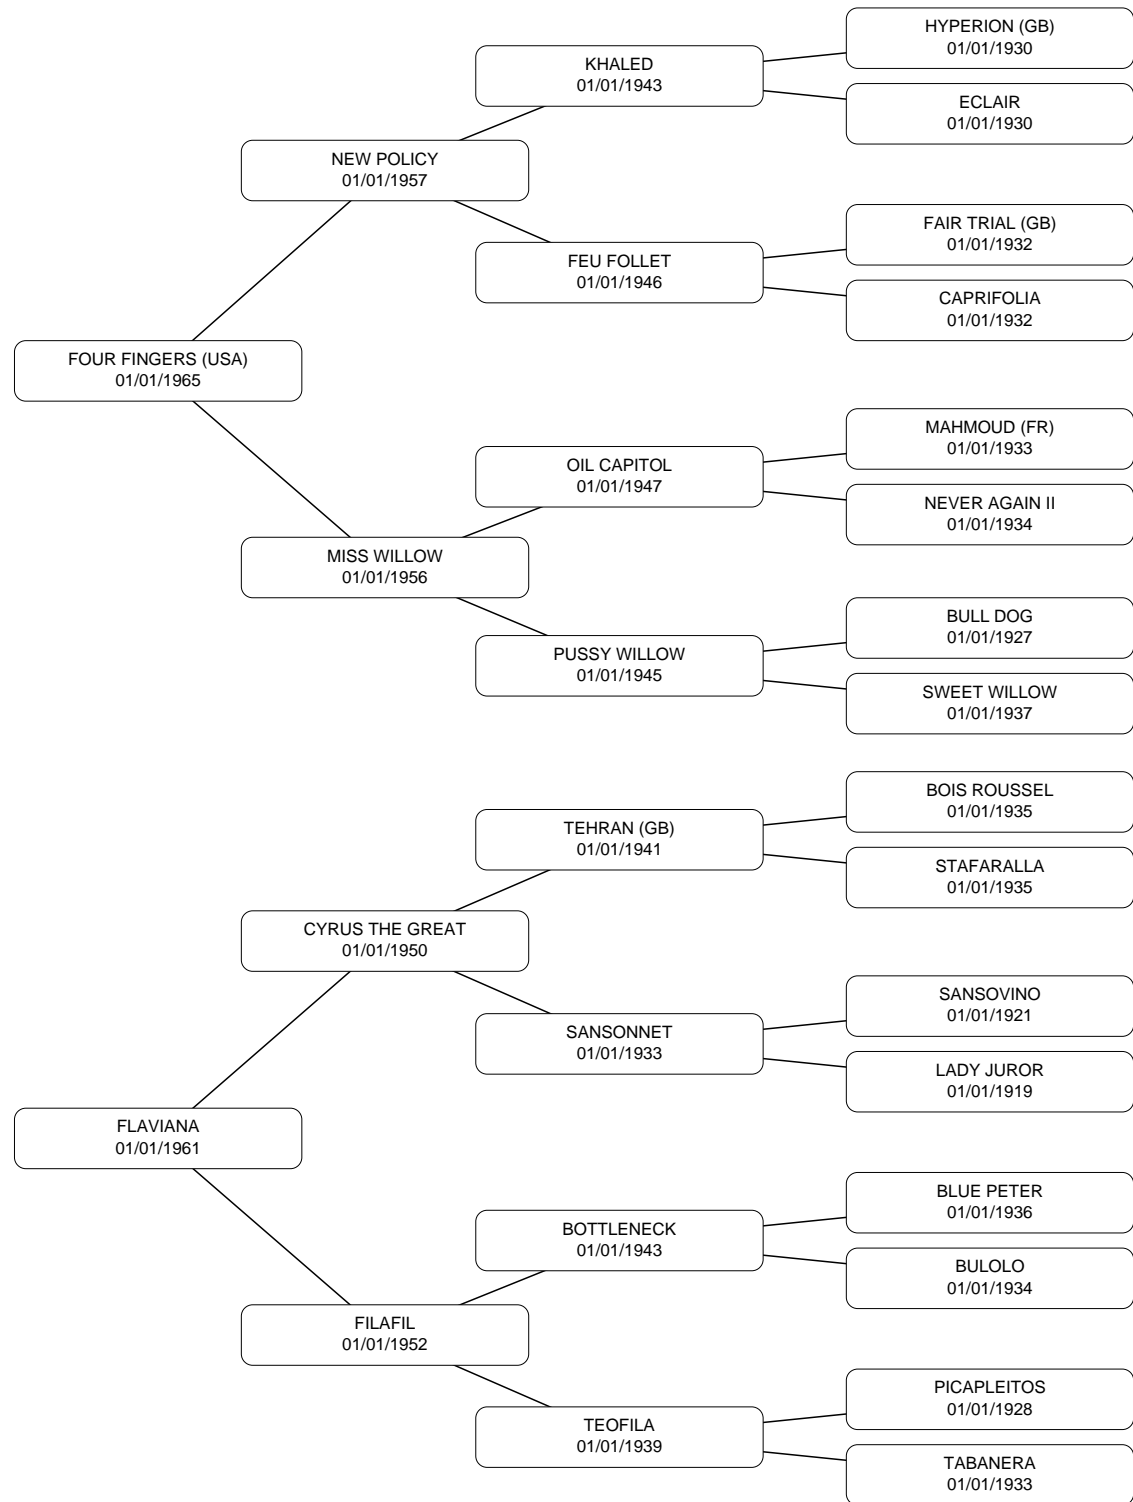 HYPERION (GB)
01/01/1930
KHALED
01/01/1943
ECLAIR
01/01/1930
NEW POLICY
01/01/1957
FAIR TRIAL (GB)
01/01/1932
FEU FOLLET
01/01/1946
CAPRIFOLIA
01/01/1932
FOUR FINGERS (USA)
01/01/1965
MAHMOUD (FR)
01/01/1933
OIL CAPITOL
01/01/1947
NEVER AGAIN II
01/01/1934
MISS WILLOW
01/01/1956
BULL DOG
01/01/1927
PUSSY WILLOW
01/01/1945
SWEET WILLOW
01/01/1937
BOIS ROUSSEL
01/01/1935
TEHRAN (GB)
01/01/1941
STAFARALLA
01/01/1935
CYRUS THE GREAT
01/01/1950
SANSOVINO
01/01/1921
SANSONNET
01/01/1933
LADY JUROR
01/01/1919
FLAVIANA
01/01/1961
BLUE PETER
01/01/1936
BOTTLENECK
01/01/1943
BULOLO
01/01/1934
FILAFIL
01/01/1952
PICAPLEITOS
01/01/1928
TEOFILA
01/01/1939
TABANERA
01/01/1933